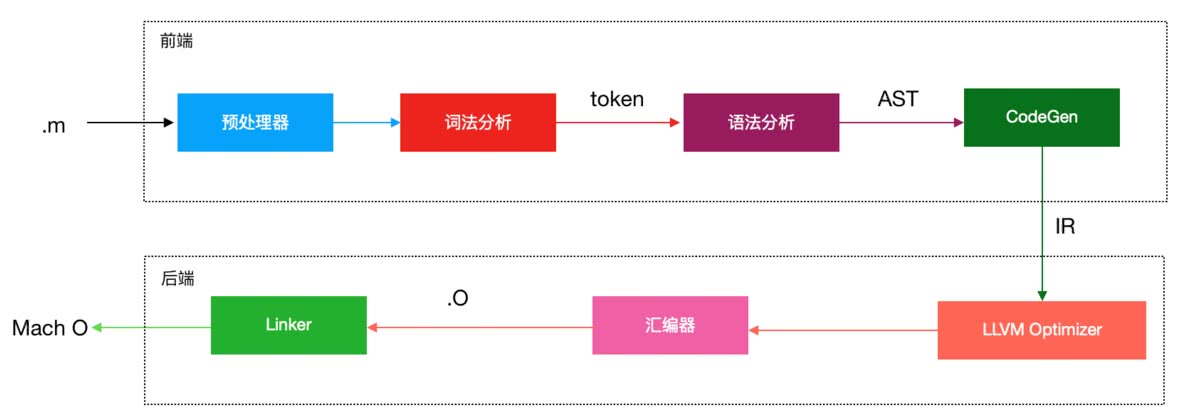 前端
.m
预处理器
词法分析
token
语法分析
AST
CodeGen
IR
后端
Mach O
Linker
.O
汇编器
LLVM Optimizer